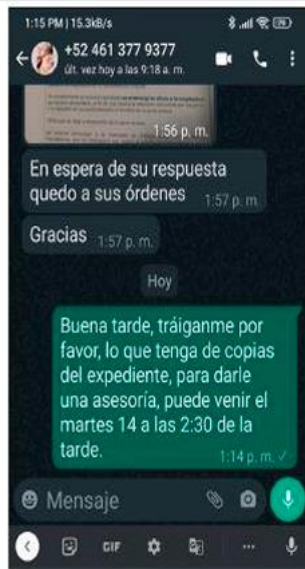 1:15 PM | 15.3kB/s
+52 461 377 9377
últ. vez hoy a las 9:18 a. m.
1:56 p. m.
En espera de su respuesta
quedo a sus órdenes 1:57 p. m.
Gracias 1:57 p. m.
Hoy
Buena tarde, tráiganme por
favor, lo que tenga de copias
del expediente, para darle
una asesoría, puede venir el
martes 14 a las 2:30 de la
tarde.
1:14 p. m.
Mensaje
GIF